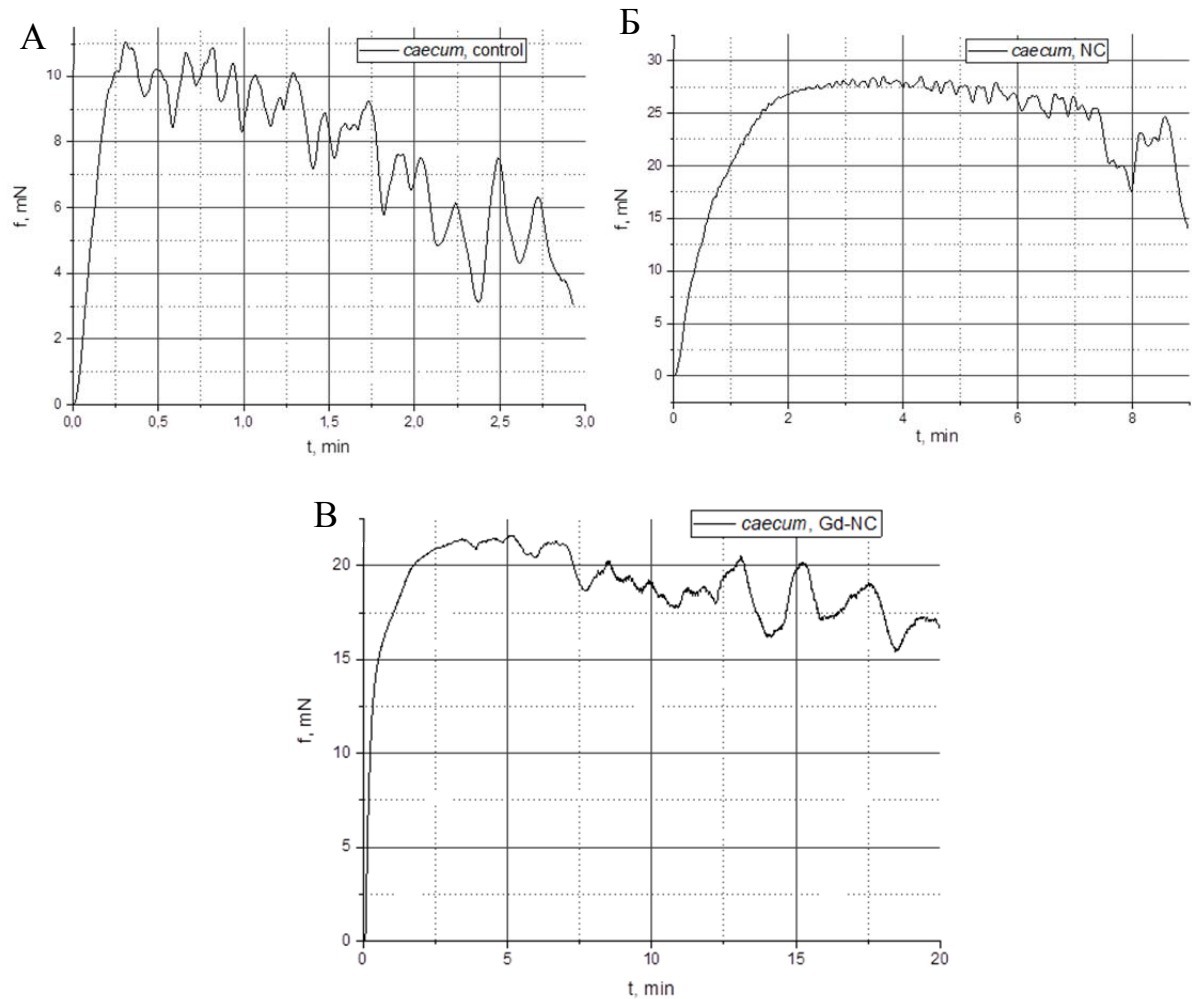 А
caecum, control
f, mN
10
8
6
4
2
0
0,0 0,5 1,0 1,5 2,0 2,5 3,0
t, min
Б
caecum, NC
f, mN
30
25
20
15
10
5
0
0 2 4 6 8
t, min
В
caecum, Gd-NC
f, mN
20
15
10
5
0
0 5 10 15 20
t, min